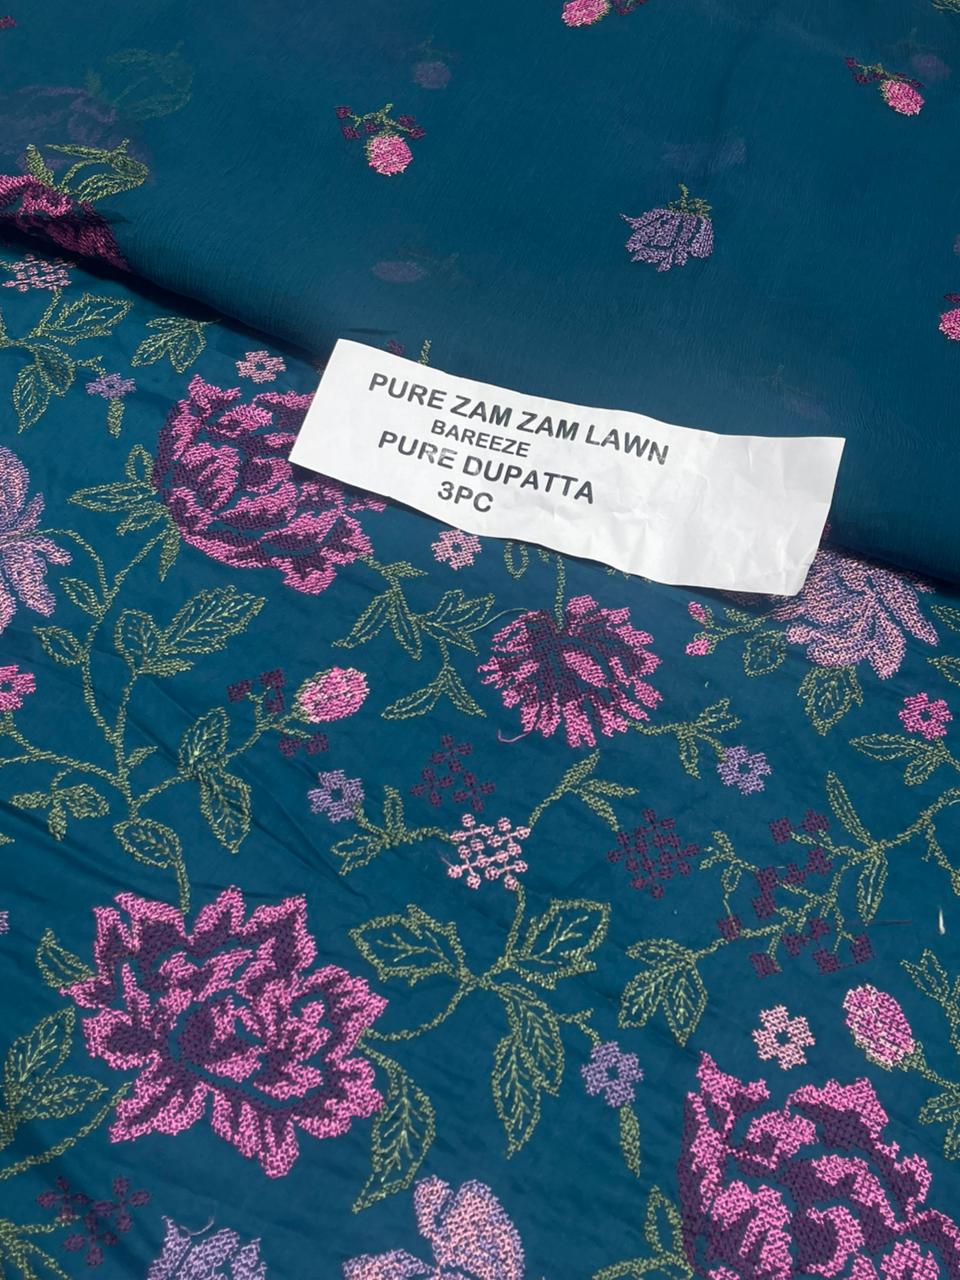 PURE ZAM ZAM LAWN
BAREEZE
PURE DUPATTA
3PC